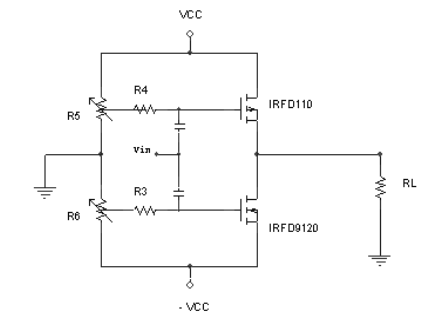 VCC
R4
R5
IRFD110
Vin
R3
RL
R6
IRFD9120
- VCC